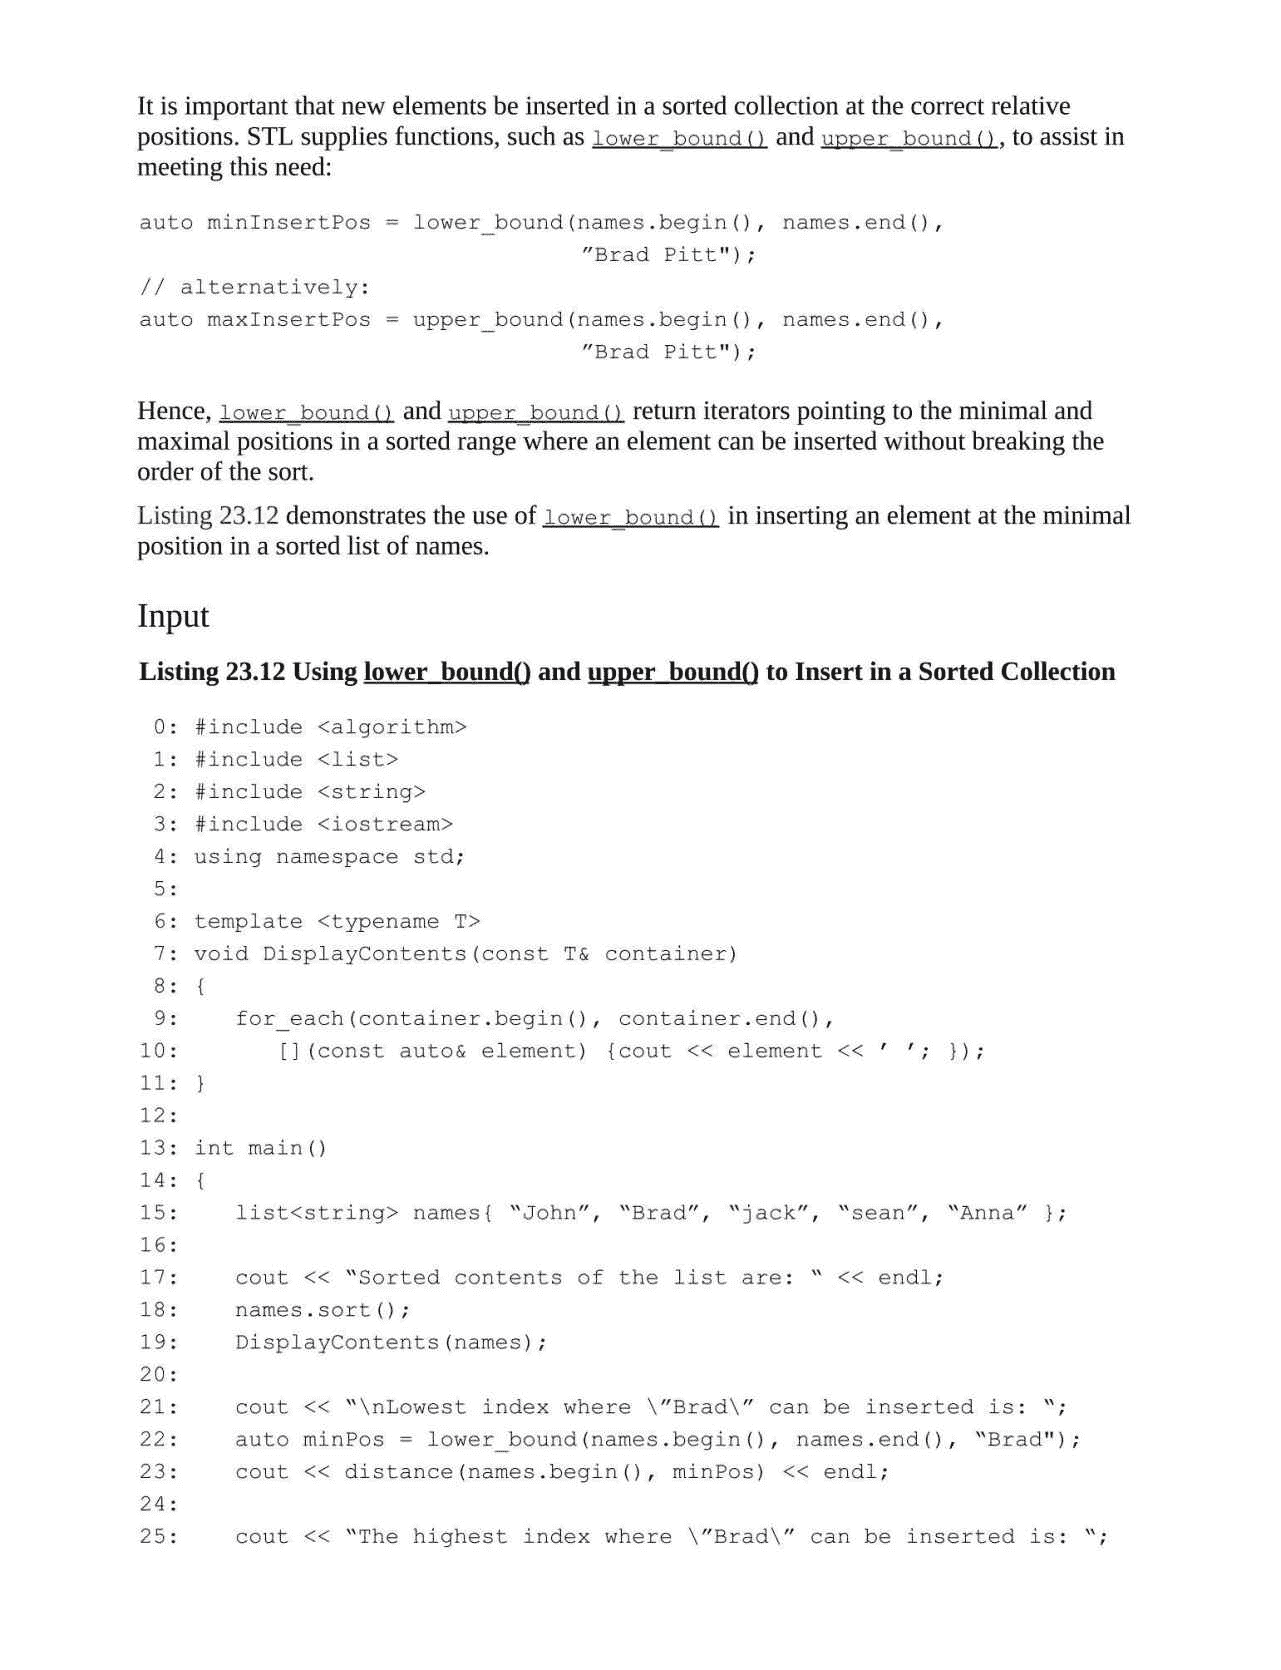 It is important that new elements be inserted in a sorted collection at the correct relative
positions. STL supplies functions, such as lower_bound() and upper_bound(), to assist in
meeting this need:
auto minInsertPos = lower_bound(names.begin(), names.end(),
                                ”Brad Pitt");
// alternatively:
auto maxInsertPos = upper_bound(names.begin(), names.end(),
                                ”Brad Pitt");
Hence, lower_bound() and upper_bound() return iterators pointing to the minimal and
maximal positions in a sorted range where an element can be inserted without breaking the
order of the sort.
Listing 23.12 demonstrates the use of lower_bound() in inserting an element at the minimal
position in a sorted list of names.
Input
Listing 23.12 Using lower_bound() and upper_bound() to Insert in a Sorted Collection
 0: #include <algorithm>
 1: #include <list>
 2: #include <string>
 3: #include <iostream>
 4: using namespace std;
 5:
 6: template <typename T>
 7: void DisplayContents(const T& container)
 8: {
 9:    for_each(container.begin(), container.end(),
10:       [](const auto& element) {cout << element << ’ ’; });
11: }
12:
13: int main()
14: {
15:    list<string> names{ “John”, “Brad”, “jack”, “sean”, “Anna” };
16:
17:    cout << “Sorted contents of the list are: “ << endl;
18:    names.sort();
19:    DisplayContents(names);
20:
21:    cout << “\nLowest index where \”Brad\” can be inserted is: “;
22:    auto minPos = lower_bound(names.begin(), names.end(), “Brad");
23:    cout << distance(names.begin(), minPos) << endl;
24:
25:    cout << “The highest index where \”Brad\” can be inserted is: “;